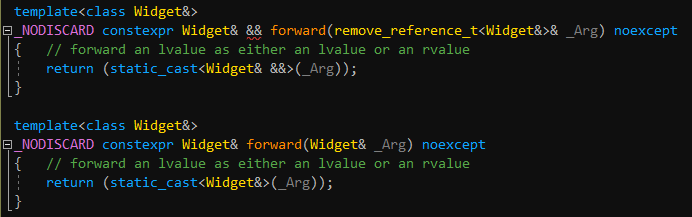 template<class Widget&>
_NODISCARD constexpr Widget& && forward(remove_reference_t<Widget&>& _Arg) noexcept
{ // forward an lvalue as either an lvalue or an rvalue
return (static_cast<Widget& &&>(_Arg));
}
template<class Widget&>
_NODISCARD constexpr Widget& forward(Widget& _Arg) noexcept
{ // forward an lvalue as either an lvalue or an rvalue
return (static_cast<Widget&>(_Arg));
}